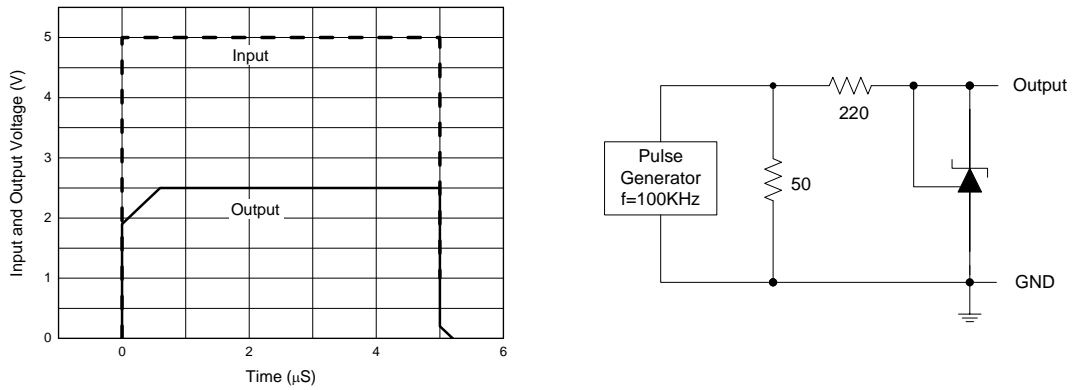 Input and Output Voltage (V)
5
4
3
2
1
0
Input
Output
0
2
4
6
Time (μS)
Pulse
Generator
f=100KHz
50
220
Output
GND